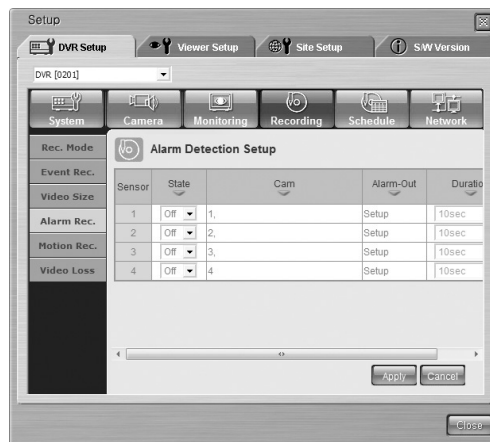 Setup
DVR Setup
Viewer Setup
Site Setup
S/W Version
DVR [0201]
System
Camera
Monitoring
Recording
Schedule
Network
Rec. Mode
Event Rec.
Video Size
Alarm Rec.
Motion Rec.
Video Loss
Alarm Detection Setup
Sensor State Cam Alarm-Out Duratio
1 Off 1, Setup 10sec
2 Off 2, Setup 10sec
3 Off 3, Setup 10sec
4 Off 4 Setup 10sec
Apply Cancel
Close